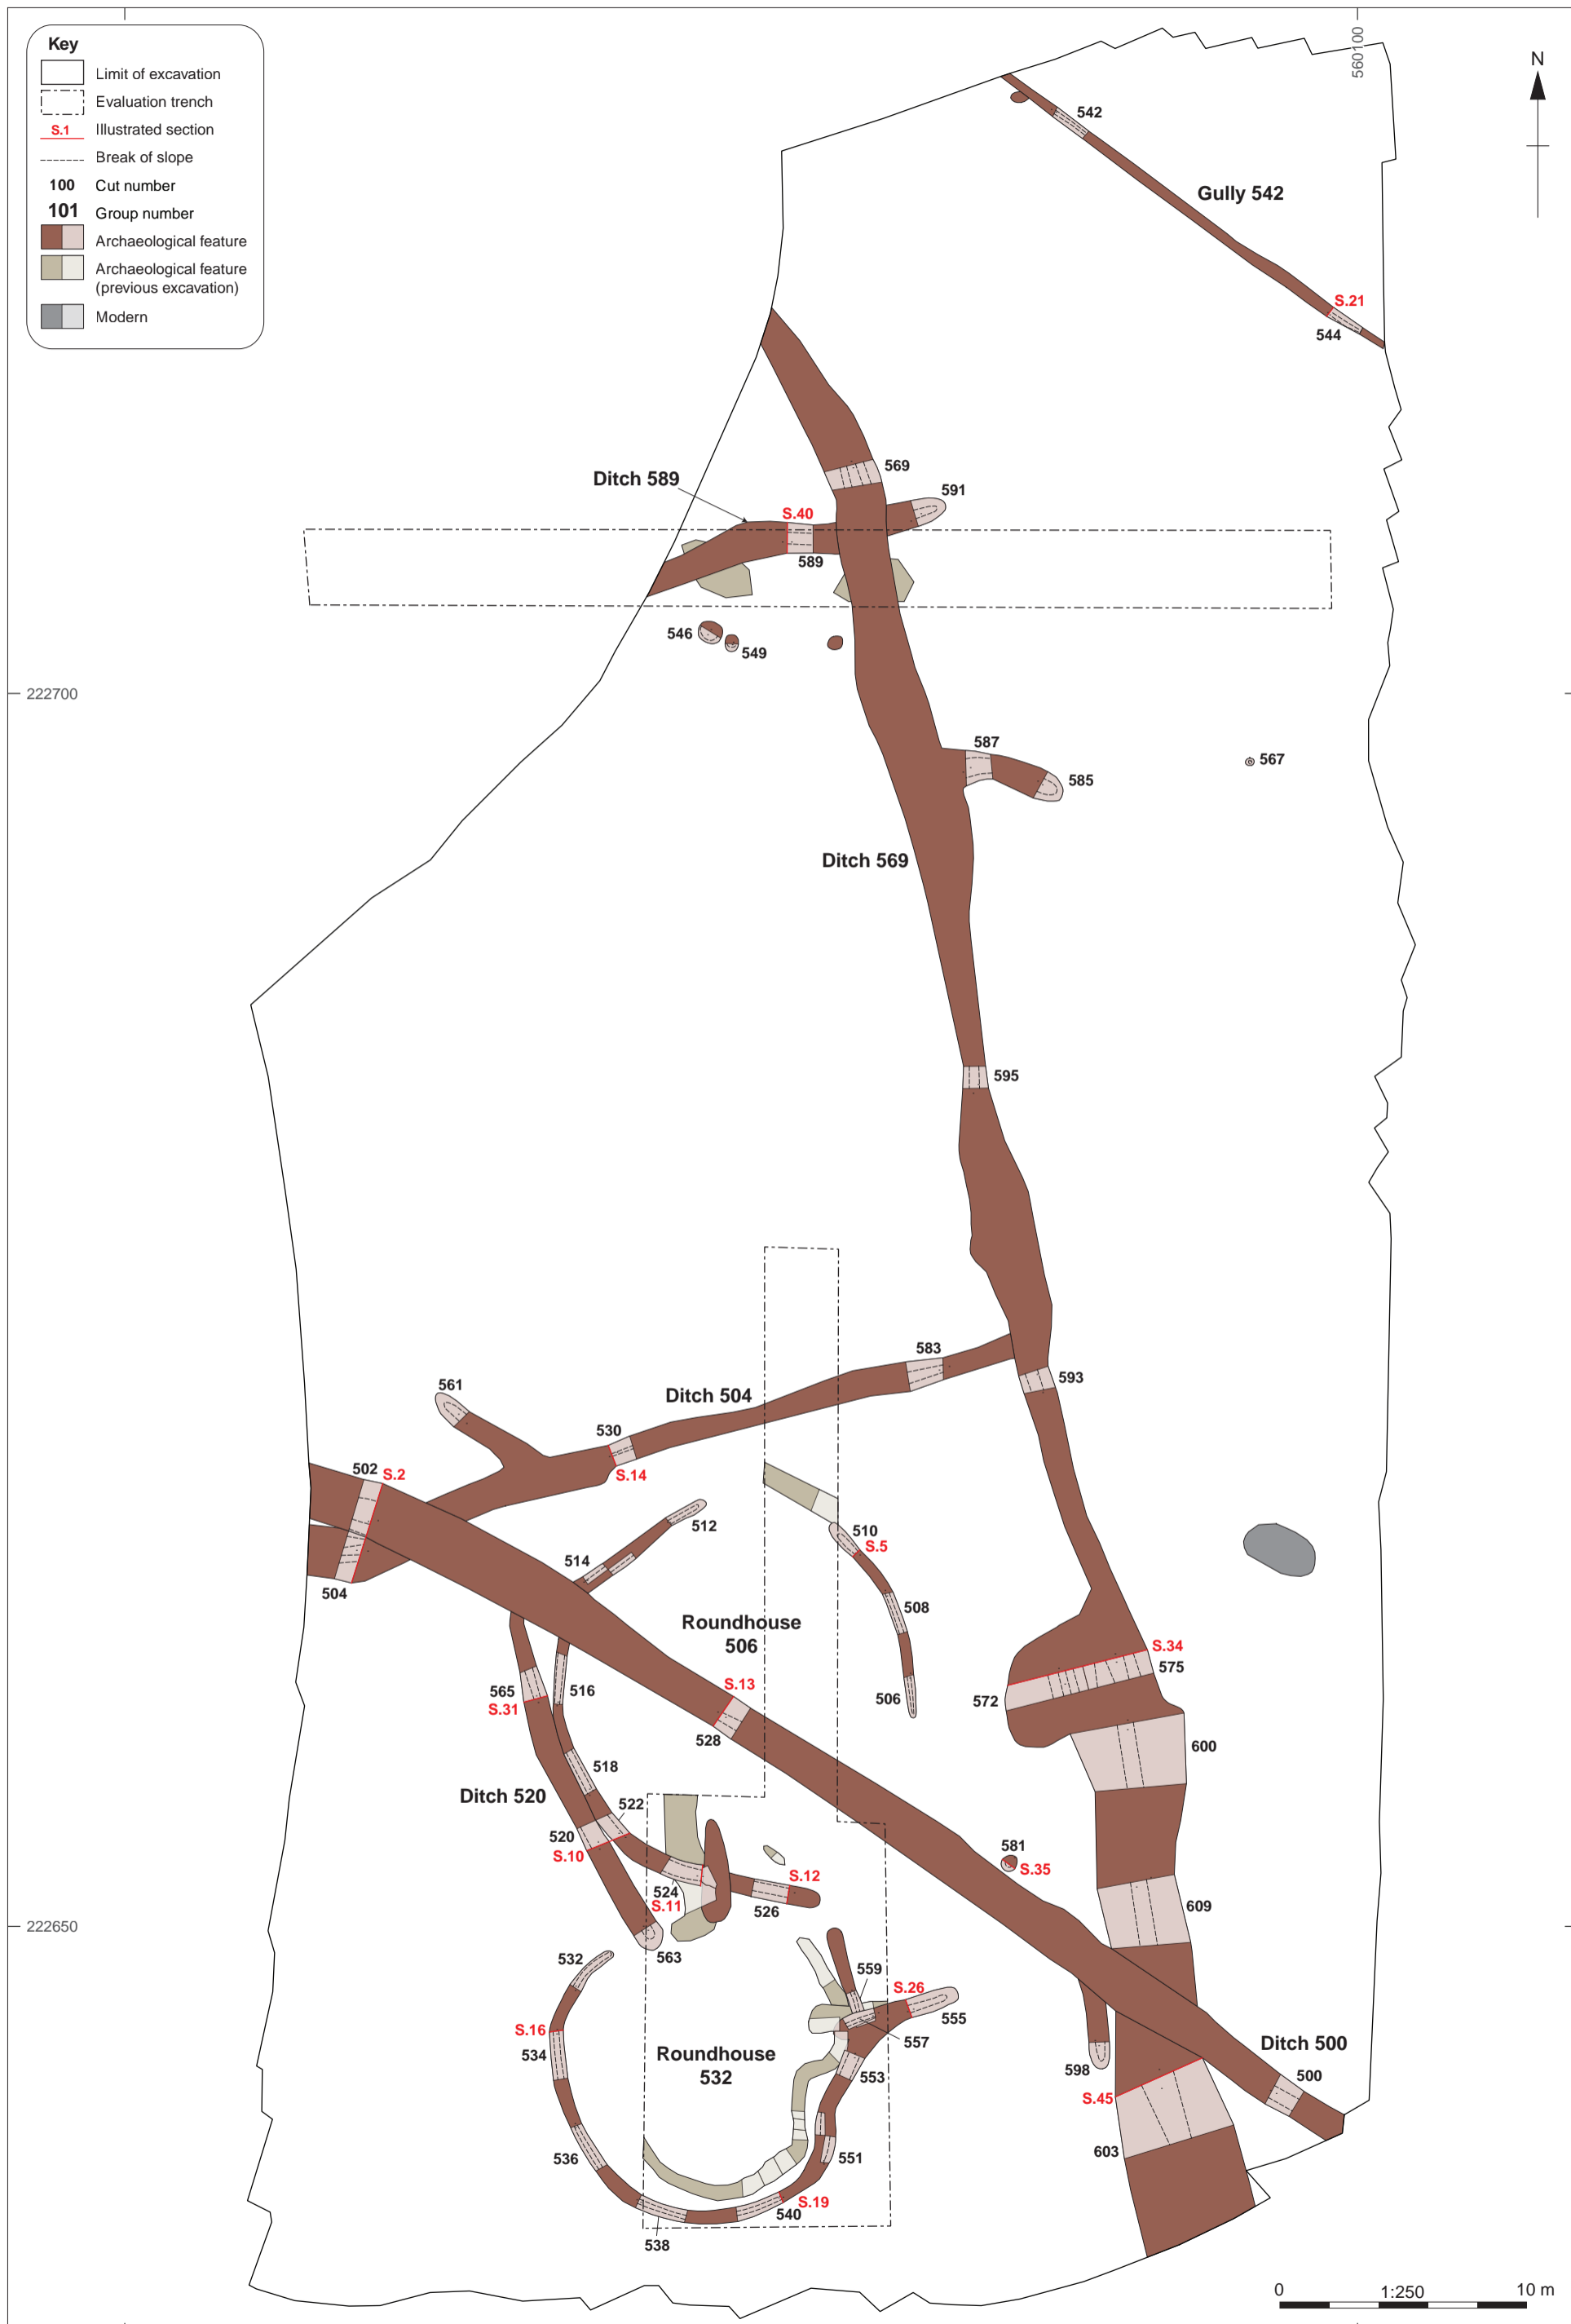 Key
Limit of excavation
Evaluation trench
S.1 Illustrated section
Break of slope
100 Cut number
101 Group number
Archaeological feature
Archaeological feature
(previous excavation)
Modern
560100
N
542
Gully 542
S.21
544
569
Ditch 589
591
S.40
589
546
549
222700
587
567
585
Ditch 569
595
583
593
561
Ditch 504
530
502
S.2
S.14
512
510
S.5
514
504
508
Roundhouse
506
S.34
575
565
516
S.13
506
572
S.31
528
600
518
Ditch 520
522
520
581
S.10
S.35
S.12
524
S.11
526
609
222650
563
532
559
S.26
555
S.16
557
534
Roundhouse
532
Ditch 500
553
598
500
S.45
603
536
551
S.19
540
538
0
1:250
10 m